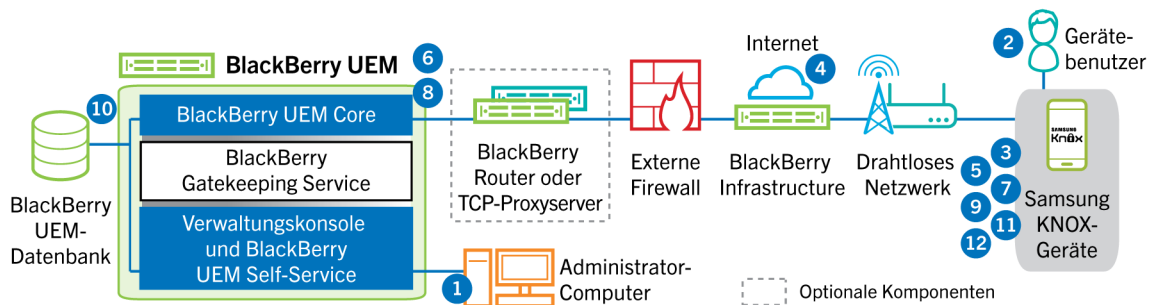 BlackBerry UEM
6
8
10
BlackBerry UEM Core
BlackBerry
Gatekeeping Service
Verwaltungskonsole
und BlackBerry
UEM Self-Service
BlackBerry
UEM-
Datenbank
1
Administrator-
Computer
BlackBerry
Router oder
TCP-Proxyserver
Externe
Firewall
Internet
4
BlackBerry
Infrastructure
Drahtloses
Netzwerk
2
Geräte-
benutzer
SAMSUNG
Knox
3
5
7
9
11
12
Samsung
KNOX-
Geräte
Optionale Komponenten